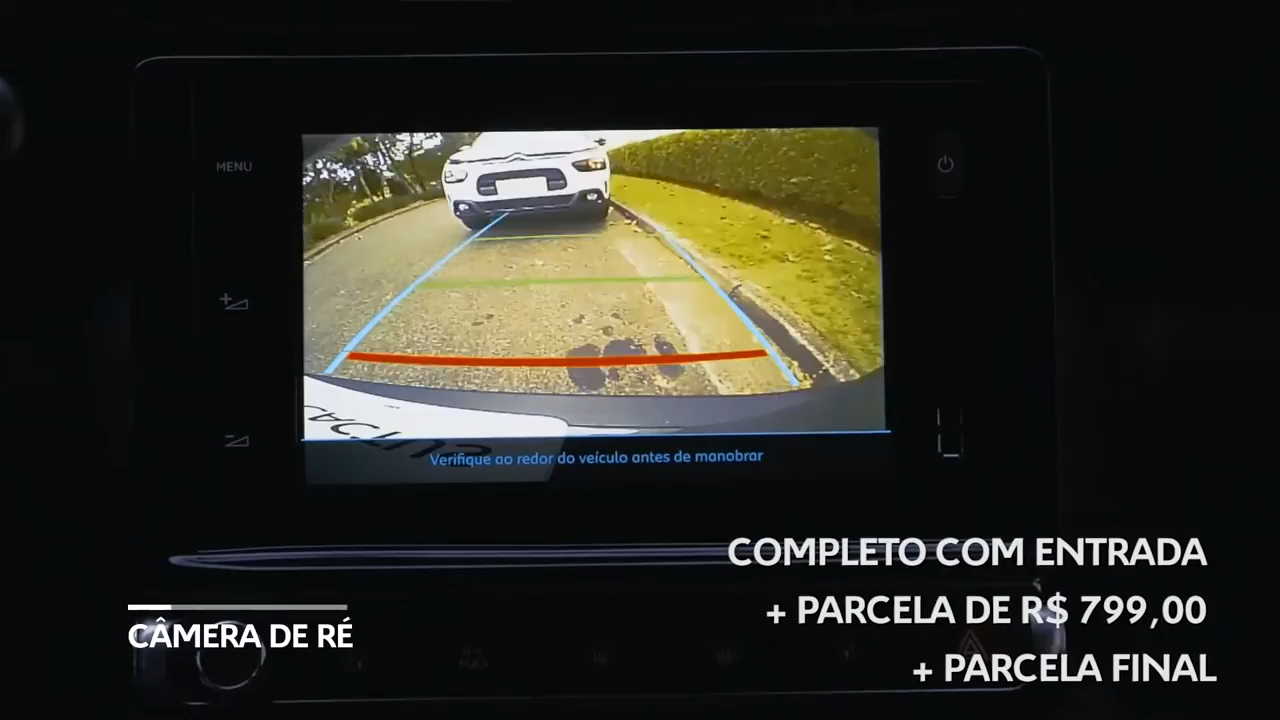 MENU
Verifique ao redor do veículo antes de manobrar
COMPLETO COM ENTRADA
+ PARCELA DE R$ 799,00
+ PARCELA FINAL
CÂMERA DE RÉ